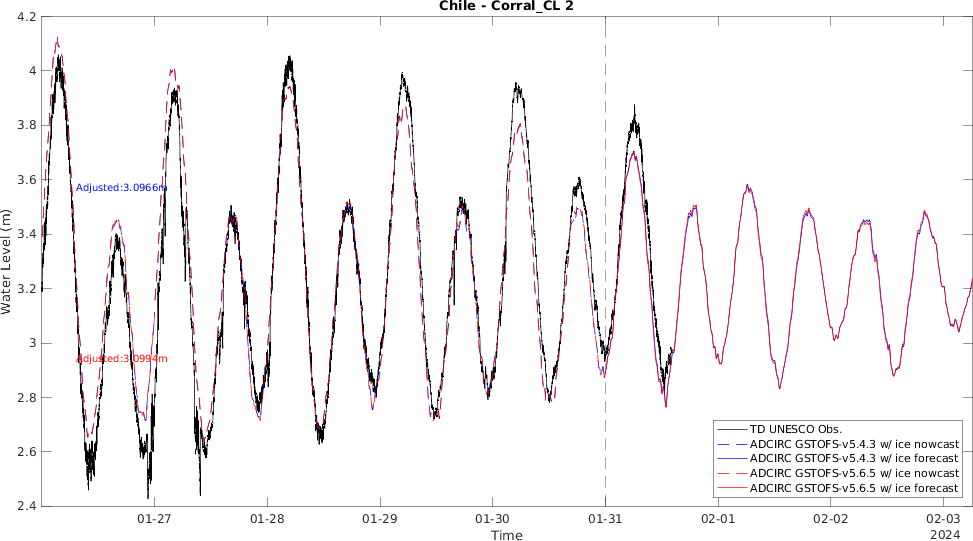 Chile - Corral_CL 2
4.2
4
3.8
3.6
3.4
3.2
3
2.8
2.6
2.4
Water Level (m)
Adjusted:3.0966m
Adjusted:3.0994m
TD UNESCO Obs.
ADCIRC GSTOFS-v5.4.3 w/ ice nowcast
ADCIRC GSTOFS-v5.4.3 w/ ice forecast
ADCIRC GSTOFS-v5.6.5 w/ ice nowcast
ADCIRC GSTOFS-v5.6.5 w/ ice forecast
01-27 01-28 01-29 01-30 01-31 02-01 02-02 02-03
Time
2024